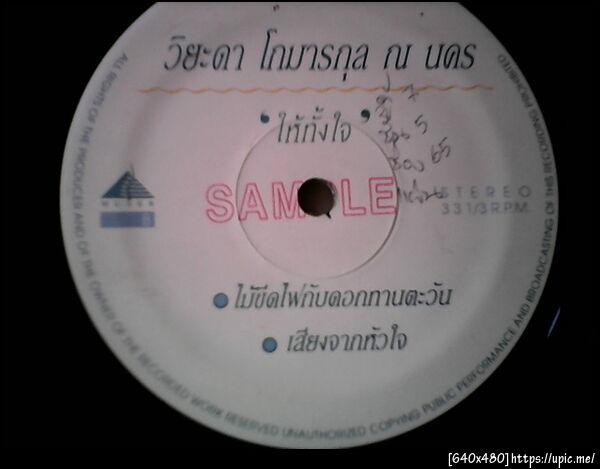 วิยะดา โกมารกุล ณ นคร
'ให้ทั้งใจ'
SAMPLE
STEREO
33 1/3 R.P.M.
● ไม้ขีดไฟกับดอกทานตะวัน
● เสียงจากหัวใจ
ALL RIGHTS OF THE PRODUCER AND OF THE OWNER OF THE RECORDED WORK RESERVED UNAUTHORIZED COPYING PUBLIC PERFORMANCE AND BROADCASTING OF THIS RECORDING PROHIBITED
[640x480]https://upic.me/